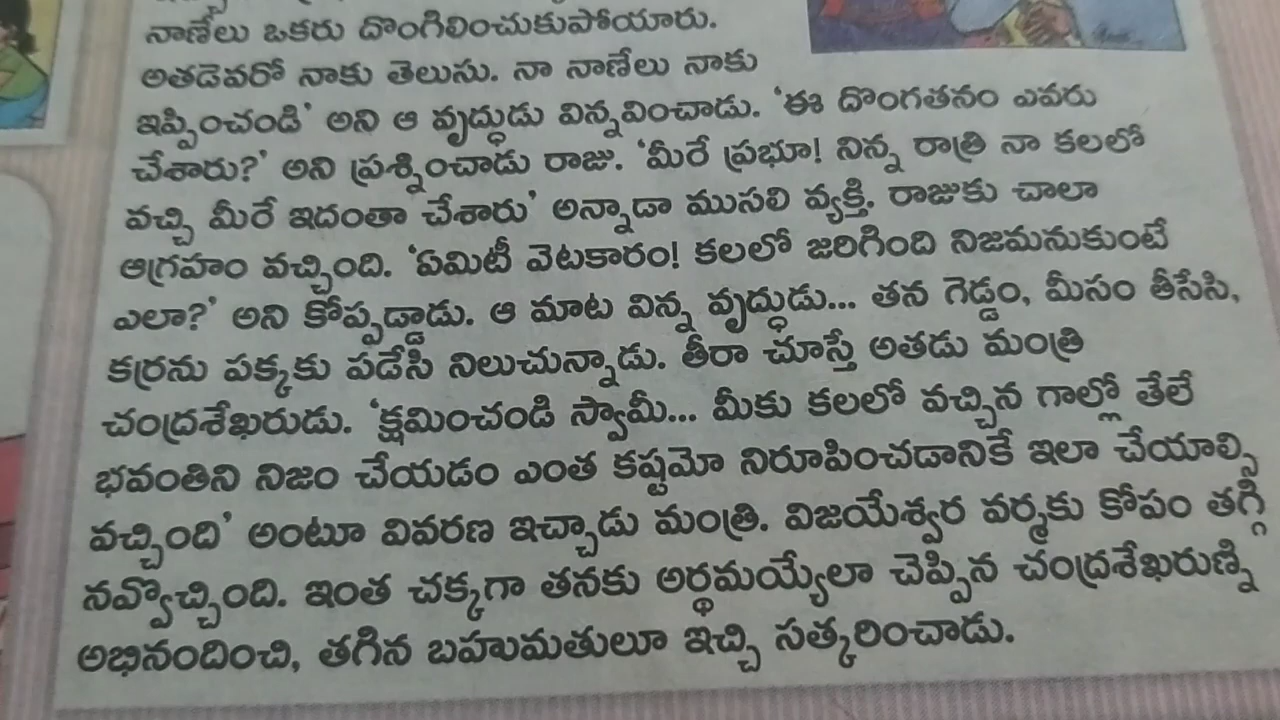 నాణేలు ఒకరు దొంగిలించుకుపోయారు.
అతడెవరో నాకు తెలుసు. నా నాణేలు నాకు
ఇప్పించండి' అని ఆ వృద్ధుడు విన్నవించాడు. 'ఈ దొంగతనం ఎవరు
చేశారు?' అని ప్రశ్నించాడు రాజు. 'మీరే ప్రభూ! నిన్న రాత్రి నా కలలో
వచ్చి మీరే ఇదంతా చేశారు' అన్నాడా ముసలి వ్యక్తి. రాజుకు చాలా
ఆగ్రహం వచ్చింది. 'ఏమిటీ వెటకారం! కలలో జరిగింది నిజమనుకుంటే
ఎలా?' అని కోప్పడ్డాడు. ఆ మాట విన్న వృద్ధుడు... తన గెడ్డం, మీసం తీసేసి,
కర్రను పక్కకు పడేసి నిలుచున్నాడు. తీరా చూస్తే అతడు మంత్రి
చంద్రశేఖరుడు. 'క్షమించండి స్వామీ... మీకు కలలో వచ్చిన గాల్లో తేలే
భవంతిని నిజం చేయడం ఎంత కష్టమో నిరూపించడానికే ఇలా చేయాల్సి
వచ్చింది' అంటూ వివరణ ఇచ్చాడు మంత్రి. విజయేశ్వర వర్మకు కోపం తగ్గి
నవ్వొచ్చింది. ఇంత చక్కగా తనకు అర్థమయ్యేలా చెప్పిన చంద్రశేఖరుణ్ని
అభినందించి, తగిన బహుమతులూ ఇచ్చి సత్కరించాడు.